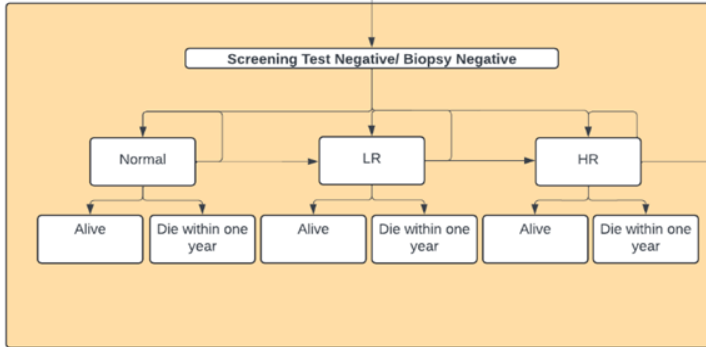 Screening Test Negative/ Biopsy Negative
Normal
LR
HR
Alive
Die within one
year
Alive
Die within one
year
Alive
Die within one
year